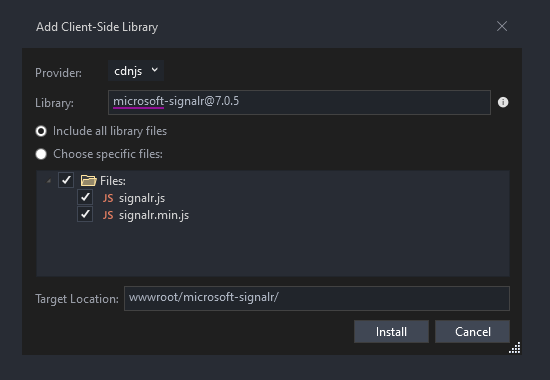 Add Client-Side Library
Provider: cdnjs
Library: microsoft-signalr@7.0.5
Include all library files
Choose specific files:
Files:
JS signalr.js
JS signalr.min.js
Target Location: wwwroot/microsoft-signalr/
Install Cancel